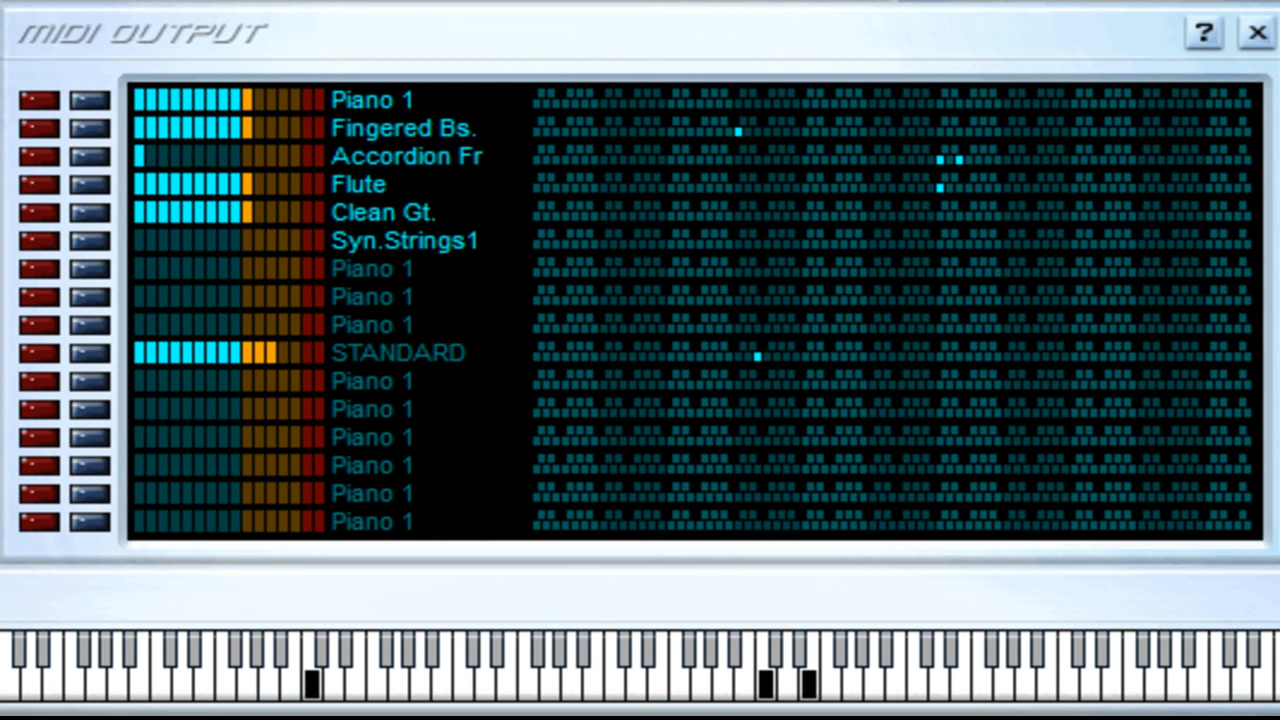 MIDI OUTPUT
? ×
Piano 1
Fingered Bs.
Accordion Fr
Flute
Clean Gt.
Syn.Strings1
Piano 1
Piano 1
Piano 1
STANDARD
Piano 1
Piano 1
Piano 1
Piano 1
Piano 1
Piano 1